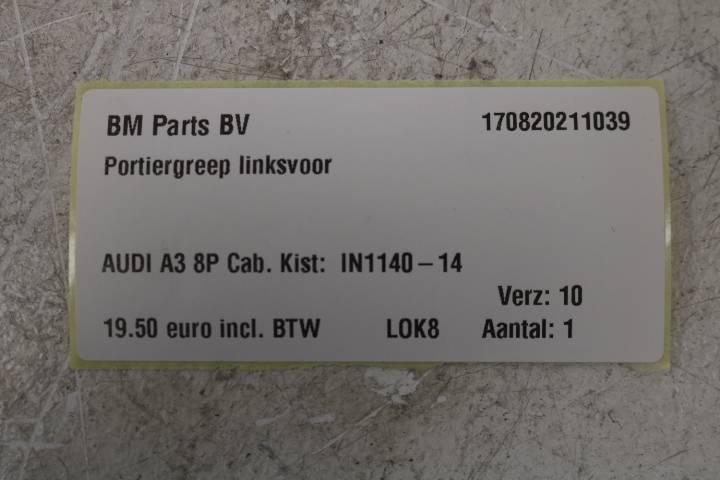 BM Parts BV 170820211039
Portiergreep linksvoor
AUDI A3 8P Cab. Kist: IN1140-14
Verz: 10
19.50 euro incl. BTW LOK8 Aantal: 1